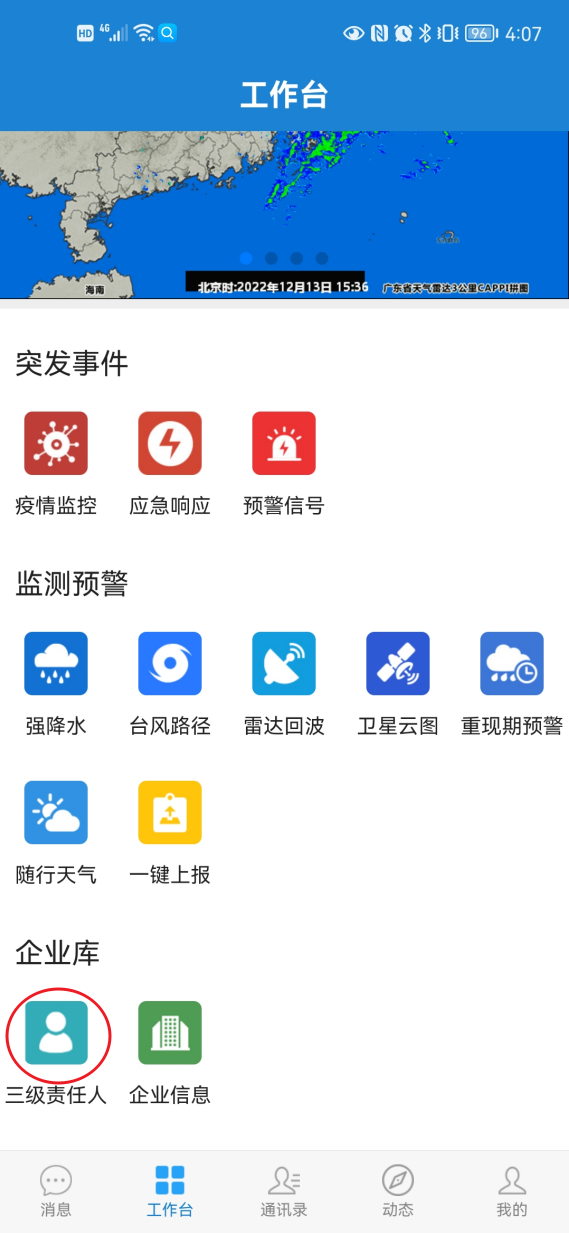 HD 4G 96 4:07
工作台
海南
北京时:2022年12月13日 15:36
广东省天气雷达3公里CAPPI拼图
突发事件
疫情监控 应急响应 预警信号
监测预警
强降水 台风路径 雷达回波 卫星云图 重现期预警
随行天气 一键上报
企业库
三级责任人 企业信息
消息 工作台 通讯录 动态 我的